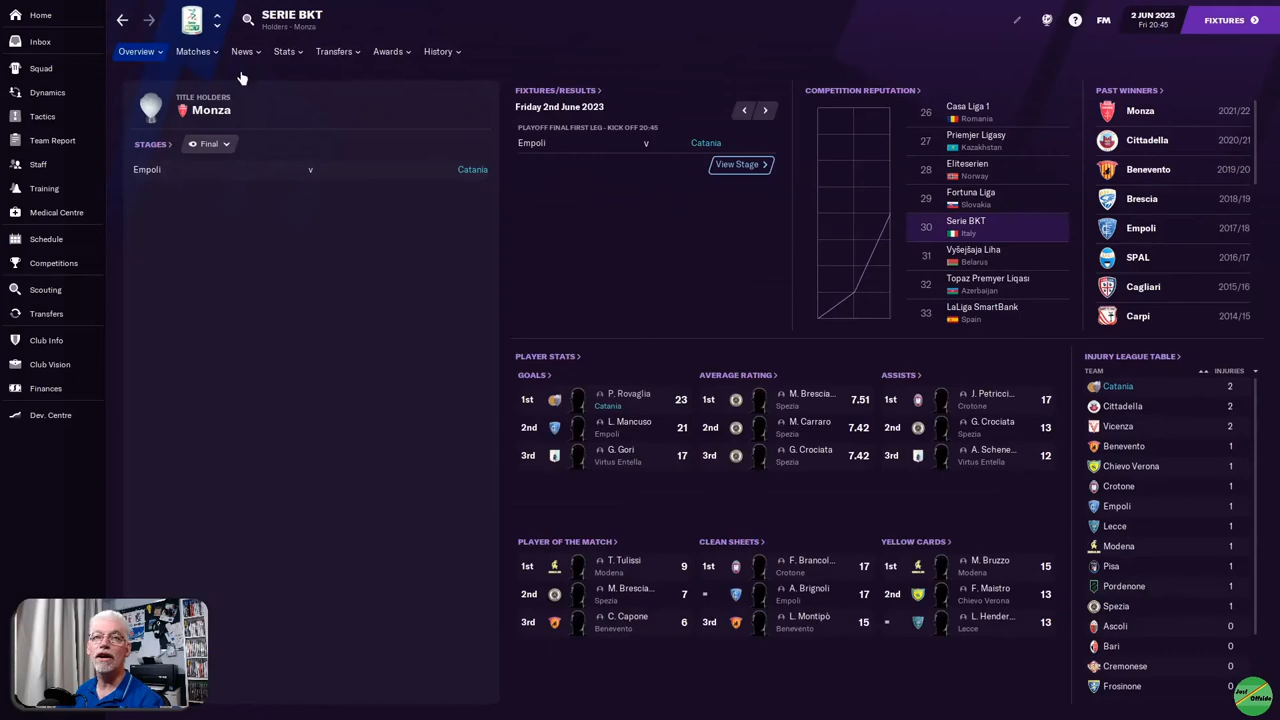 Home
Inbox
Squad
Dynamics
Tactics
Team Report
Staff
Training
Medical Centre
Schedule
Competitions
Scouting
Transfers
Club Info
Club Vision
Finances
Dev. Centre
SERIE BKT
Holders - Monza
FM
2 JUN 2023
Fri 20:45
FIXTURES
Overview
Matches
News
Stats
Transfers
Awards
History
TITLE HOLDERS
Monza
STAGES
Final
Empoli v Catania
FIXTURES/RESULTS
Friday 2nd June 2023
PLAYOFF FINAL FIRST LEG - KICK OFF 20:45
Empoli v Catania
View Stage
COMPETITION REPUTATION
26 Casa Liga 1
Romania
27 Premjer Ligasy
Kazakhstan
28 Eliteserien
Norway
29 Fortuna Liga
Slovakia
30 Serie BKT
Italy
31 Vyšejšaja Liha
Belarus
32 Topaz Premyer Liqası
Azerbaijan
33 LaLiga SmartBank
Spain
PAST WINNERS
Monza 2021/22
Cittadella 2020/21
Benevento 2019/20
Brescia 2018/19
Empoli 2017/18
SPAL 2016/17
Cagliari 2015/16
Carpi 2014/15
PLAYER STATS
GOALS
1st P. Rovaglia 23
Catania
2nd L. Mancuso 21
Empoli
3rd G. Gori 17
Virtus Entella
AVERAGE RATING
1st M. Brescia... 7.51
Spezia
2nd M. Carraro 7.42
Spezia
3rd G. Crociata 7.42
Spezia
ASSISTS
1st J. Petricci... 17
Crotone
2nd G. Crociata 13
Spezia
3rd A. Schene... 12
Virtus Entella
PLAYER OF THE MATCH
1st T. Tulissi 9
Modena
2nd M. Brescia... 7
Spezia
3rd C. Capone 6
Benevento
CLEAN SHEETS
1st F. Brancol... 17
Crotone
= A. Brignoli 17
Empoli
3rd L. Montipò 15
Benevento
YELLOW CARDS
1st M. Bruzzo 15
Modena
2nd F. Maistro 13
Chievo Verona
= L. Hender... 13
Lecce
INJURY LEAGUE TABLE
TEAM INJURIES
Catania 2
Cittadella 2
Vicenza 2
Benevento 1
Chievo Verona 1
Crotone 1
Empoli 1
Lecce 1
Modena 1
Pisa 1
Pordenone 1
Spezia 1
Ascoli 0
Bari 0
Cremonese 0
Frosinone 0
Just
Offside